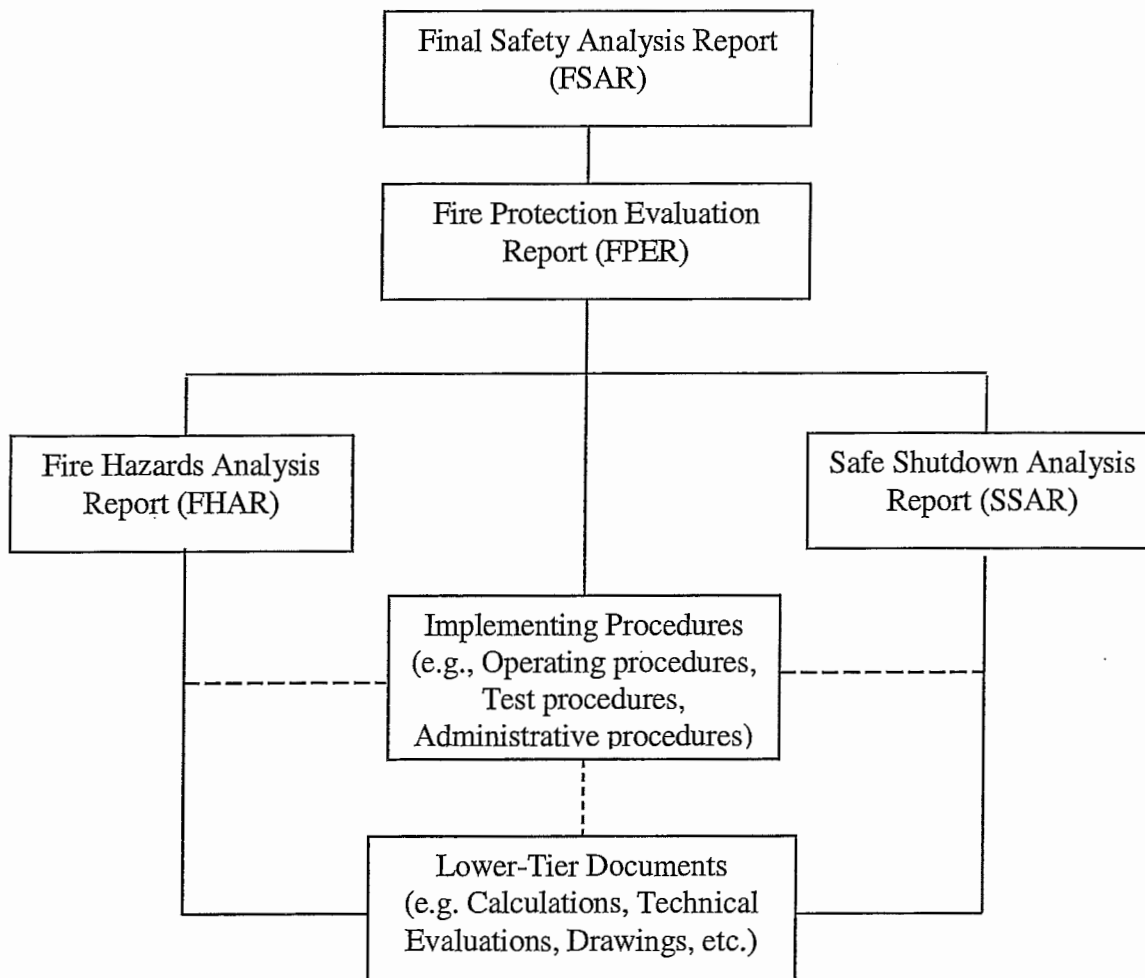 Final Safety Analysis Report
(FSAR)
Fire Protection Evaluation
Report (FPER)
Fire Hazards Analysis
Report (FHAR)
Safe Shutdown Analysis
Report (SSAR)
Implementing Procedures
(e.g., Operating procedures,
Test procedures,
Administrative procedures)
Lower-Tier Documents
(e.g. Calculations, Technical
Evaluations, Drawings, etc.)